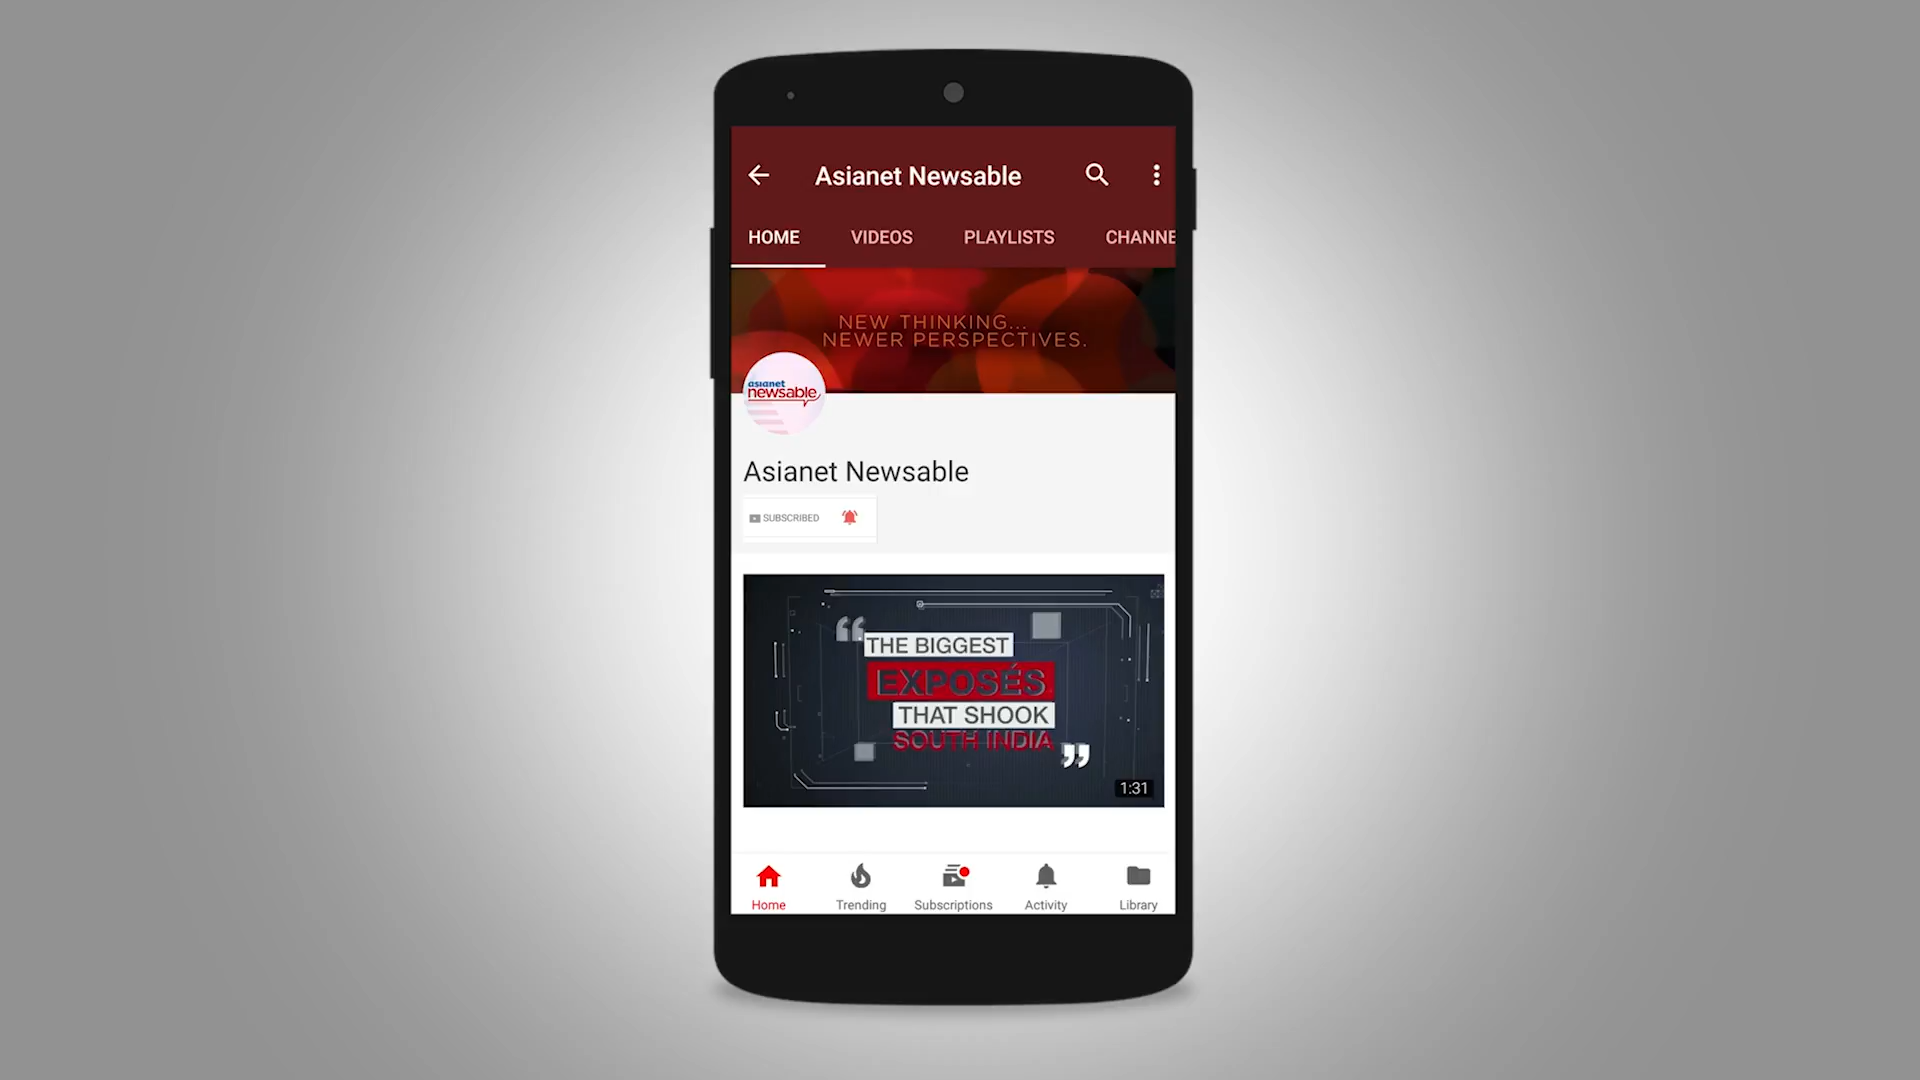 Asianet Newsable
HOME VIDEOS PLAYLISTS CHANNE
NEW THINKING...
NEWER PERSPECTIVES.
asianet
newsable
Asianet Newsable
SUBSCRIBED
“THE BIGGEST
EXPOSÉS
THAT SHOOK
SOUTH INDIA”
1:31
Home Trending Subscriptions Activity Library